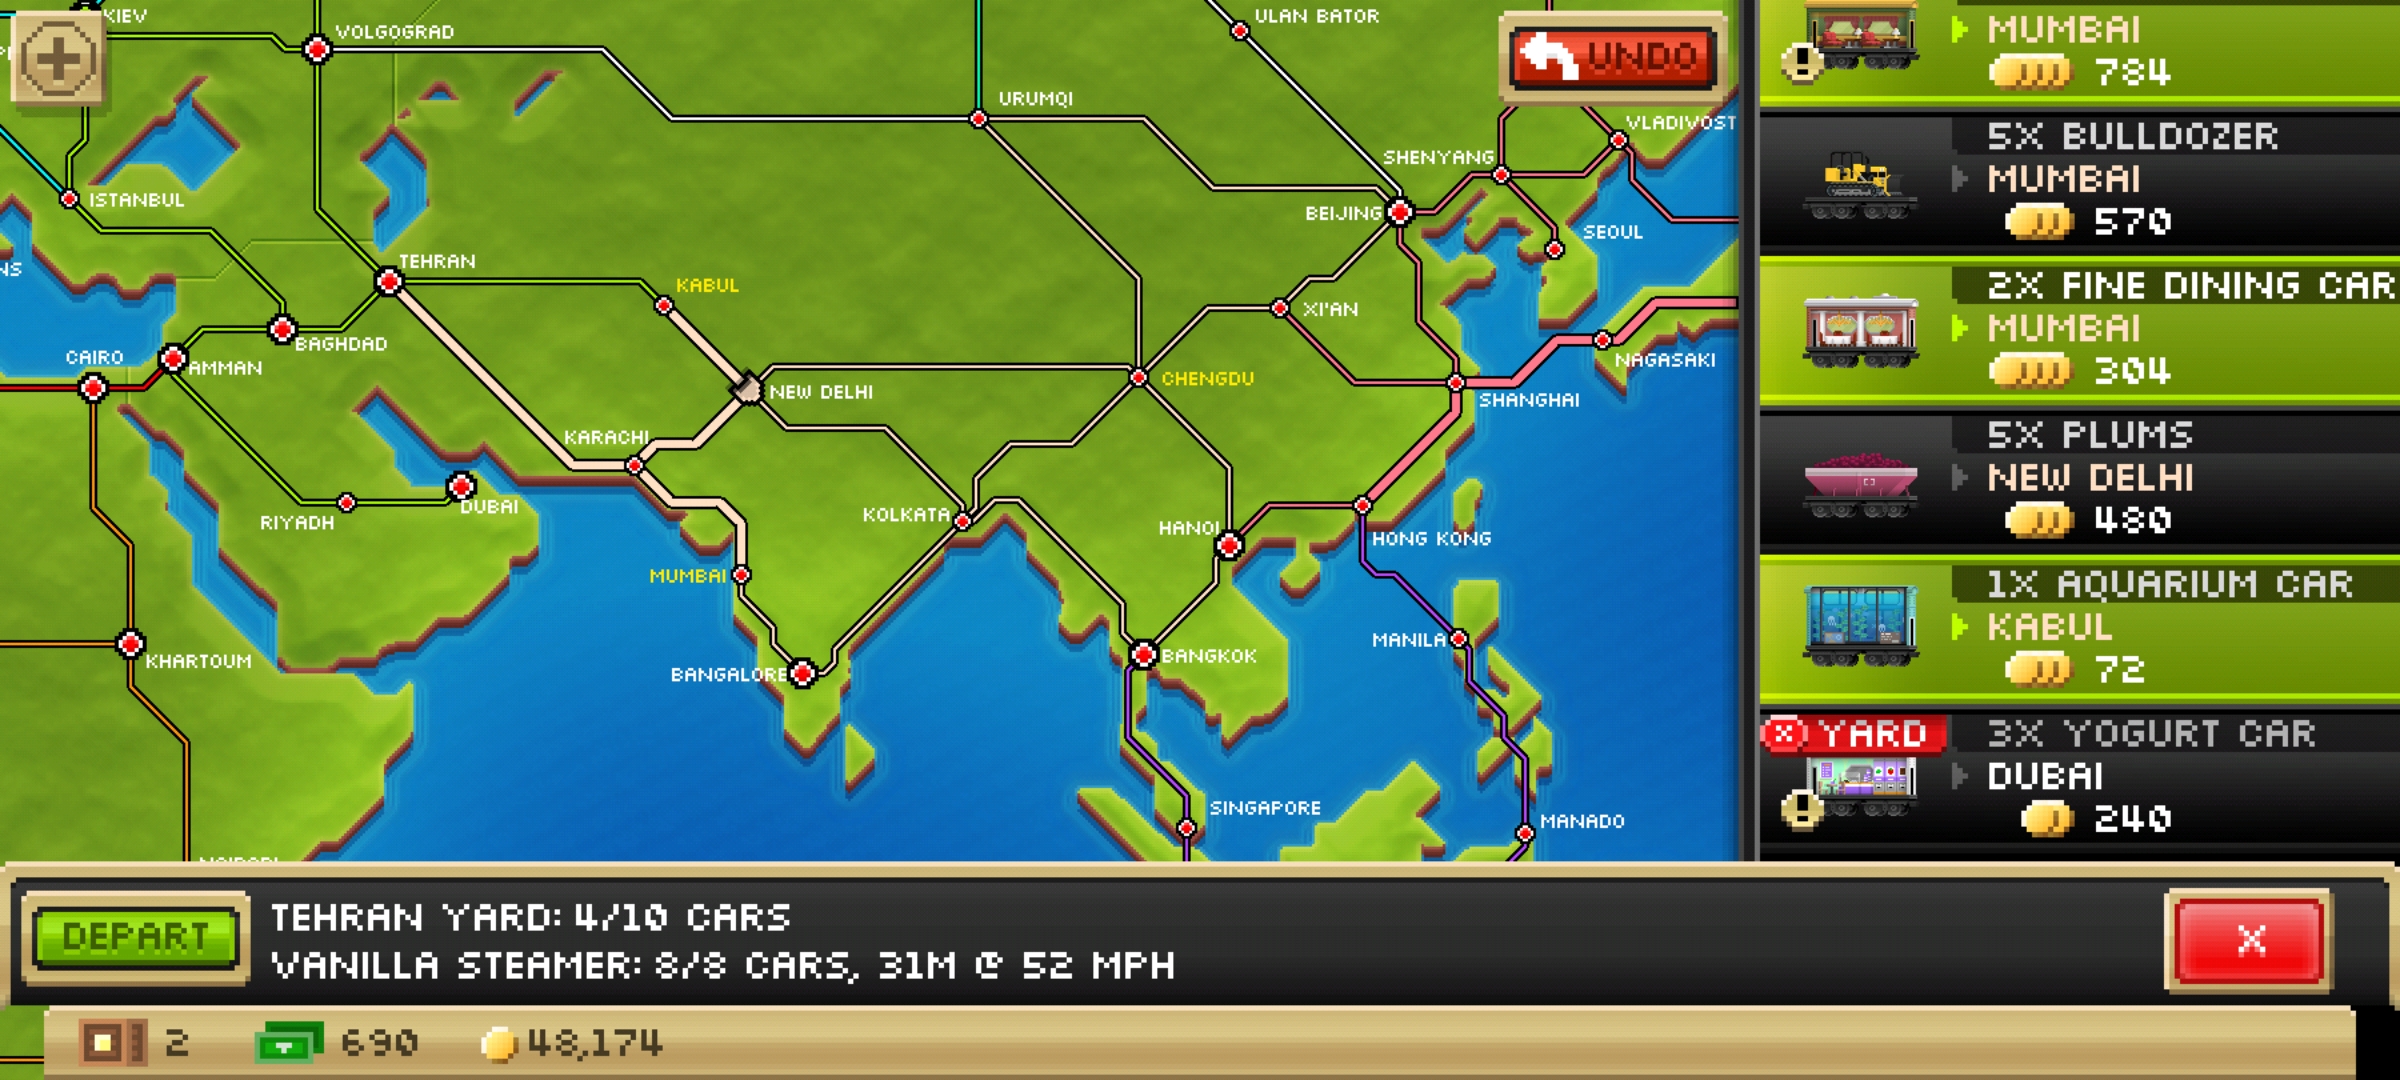 KIEV
VOLGOGRAD
ULAN BATOR
UNDO
URUMQI
VLADIVOST
SHENYANG
ISTANBUL
BEIJING
SEOUL
TEHRAN
NS
KABUL
XI'AN
BAGHDAD
CAIRO
AMMAN
NAGASAKI
CHENGDU
NEW DELHI
SHANGHAI
KARACHI
DUBAI
RIYADH
KOLKATA
HANOI
HONG KONG
MUMBAI
MANILA
KHARTOUM
BANGKOK
BANGALORE
SINGAPORE
MANADO
MUMBAI
784
5X BULLDOZER
MUMBAI
570
2X FINE DINING CAR
MUMBAI
304
5X PLUMS
NEW DELHI
480
1X AQUARIUM CAR
KABUL
72
X YARD
3X YOGURT CAR
DUBAI
240
DEPART
TEHRAN YARD: 4/10 CARS
VANILLA STEAMER: 8/8 CARS, 31M @ 52 MPH
X
2
690
48,174